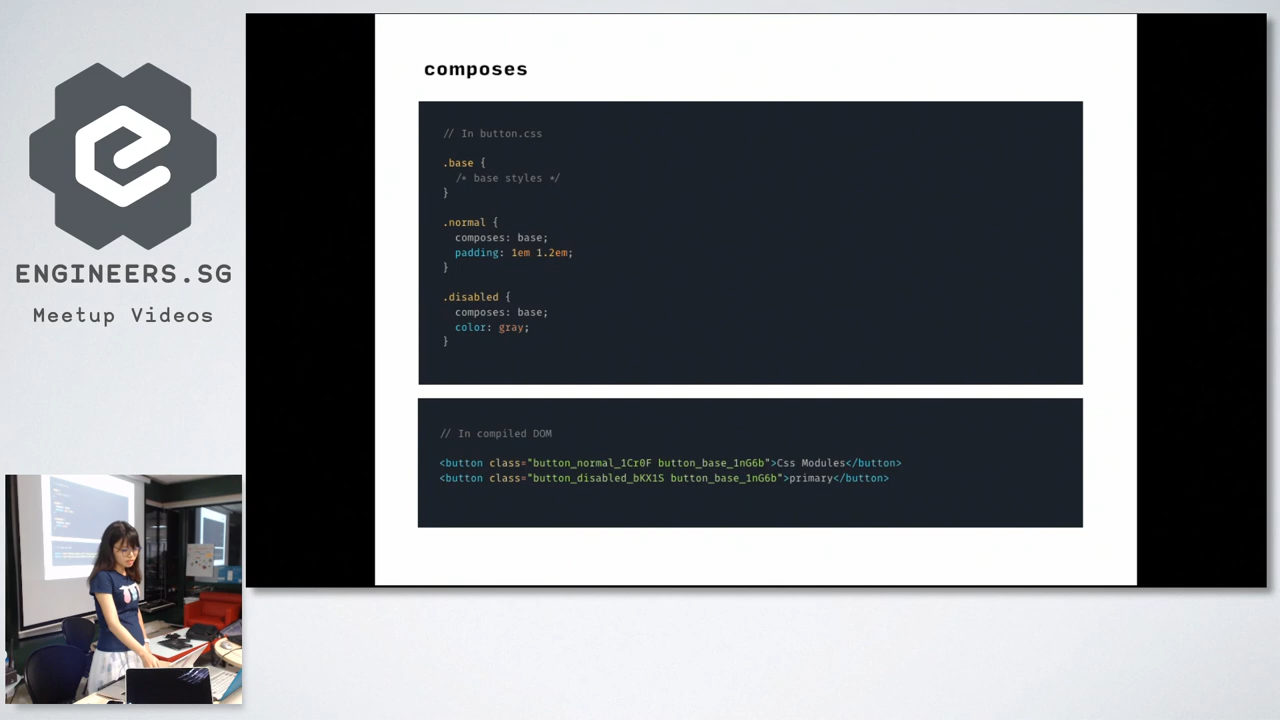 ENGINEERS.SG
Meetup Videos
composes
// In button.css
.base {
/* base styles */
}
.normal {
composes: base;
padding: 1em 1.2em;
}
.disabled {
composes: base;
color: gray;
}
// In compiled DOM
<button class="button_normal_1Cr0F button_base_1nG6b">Css Modules</button>
<button class="button_disabled_bKX1S button_base_1nG6b">primary</button>